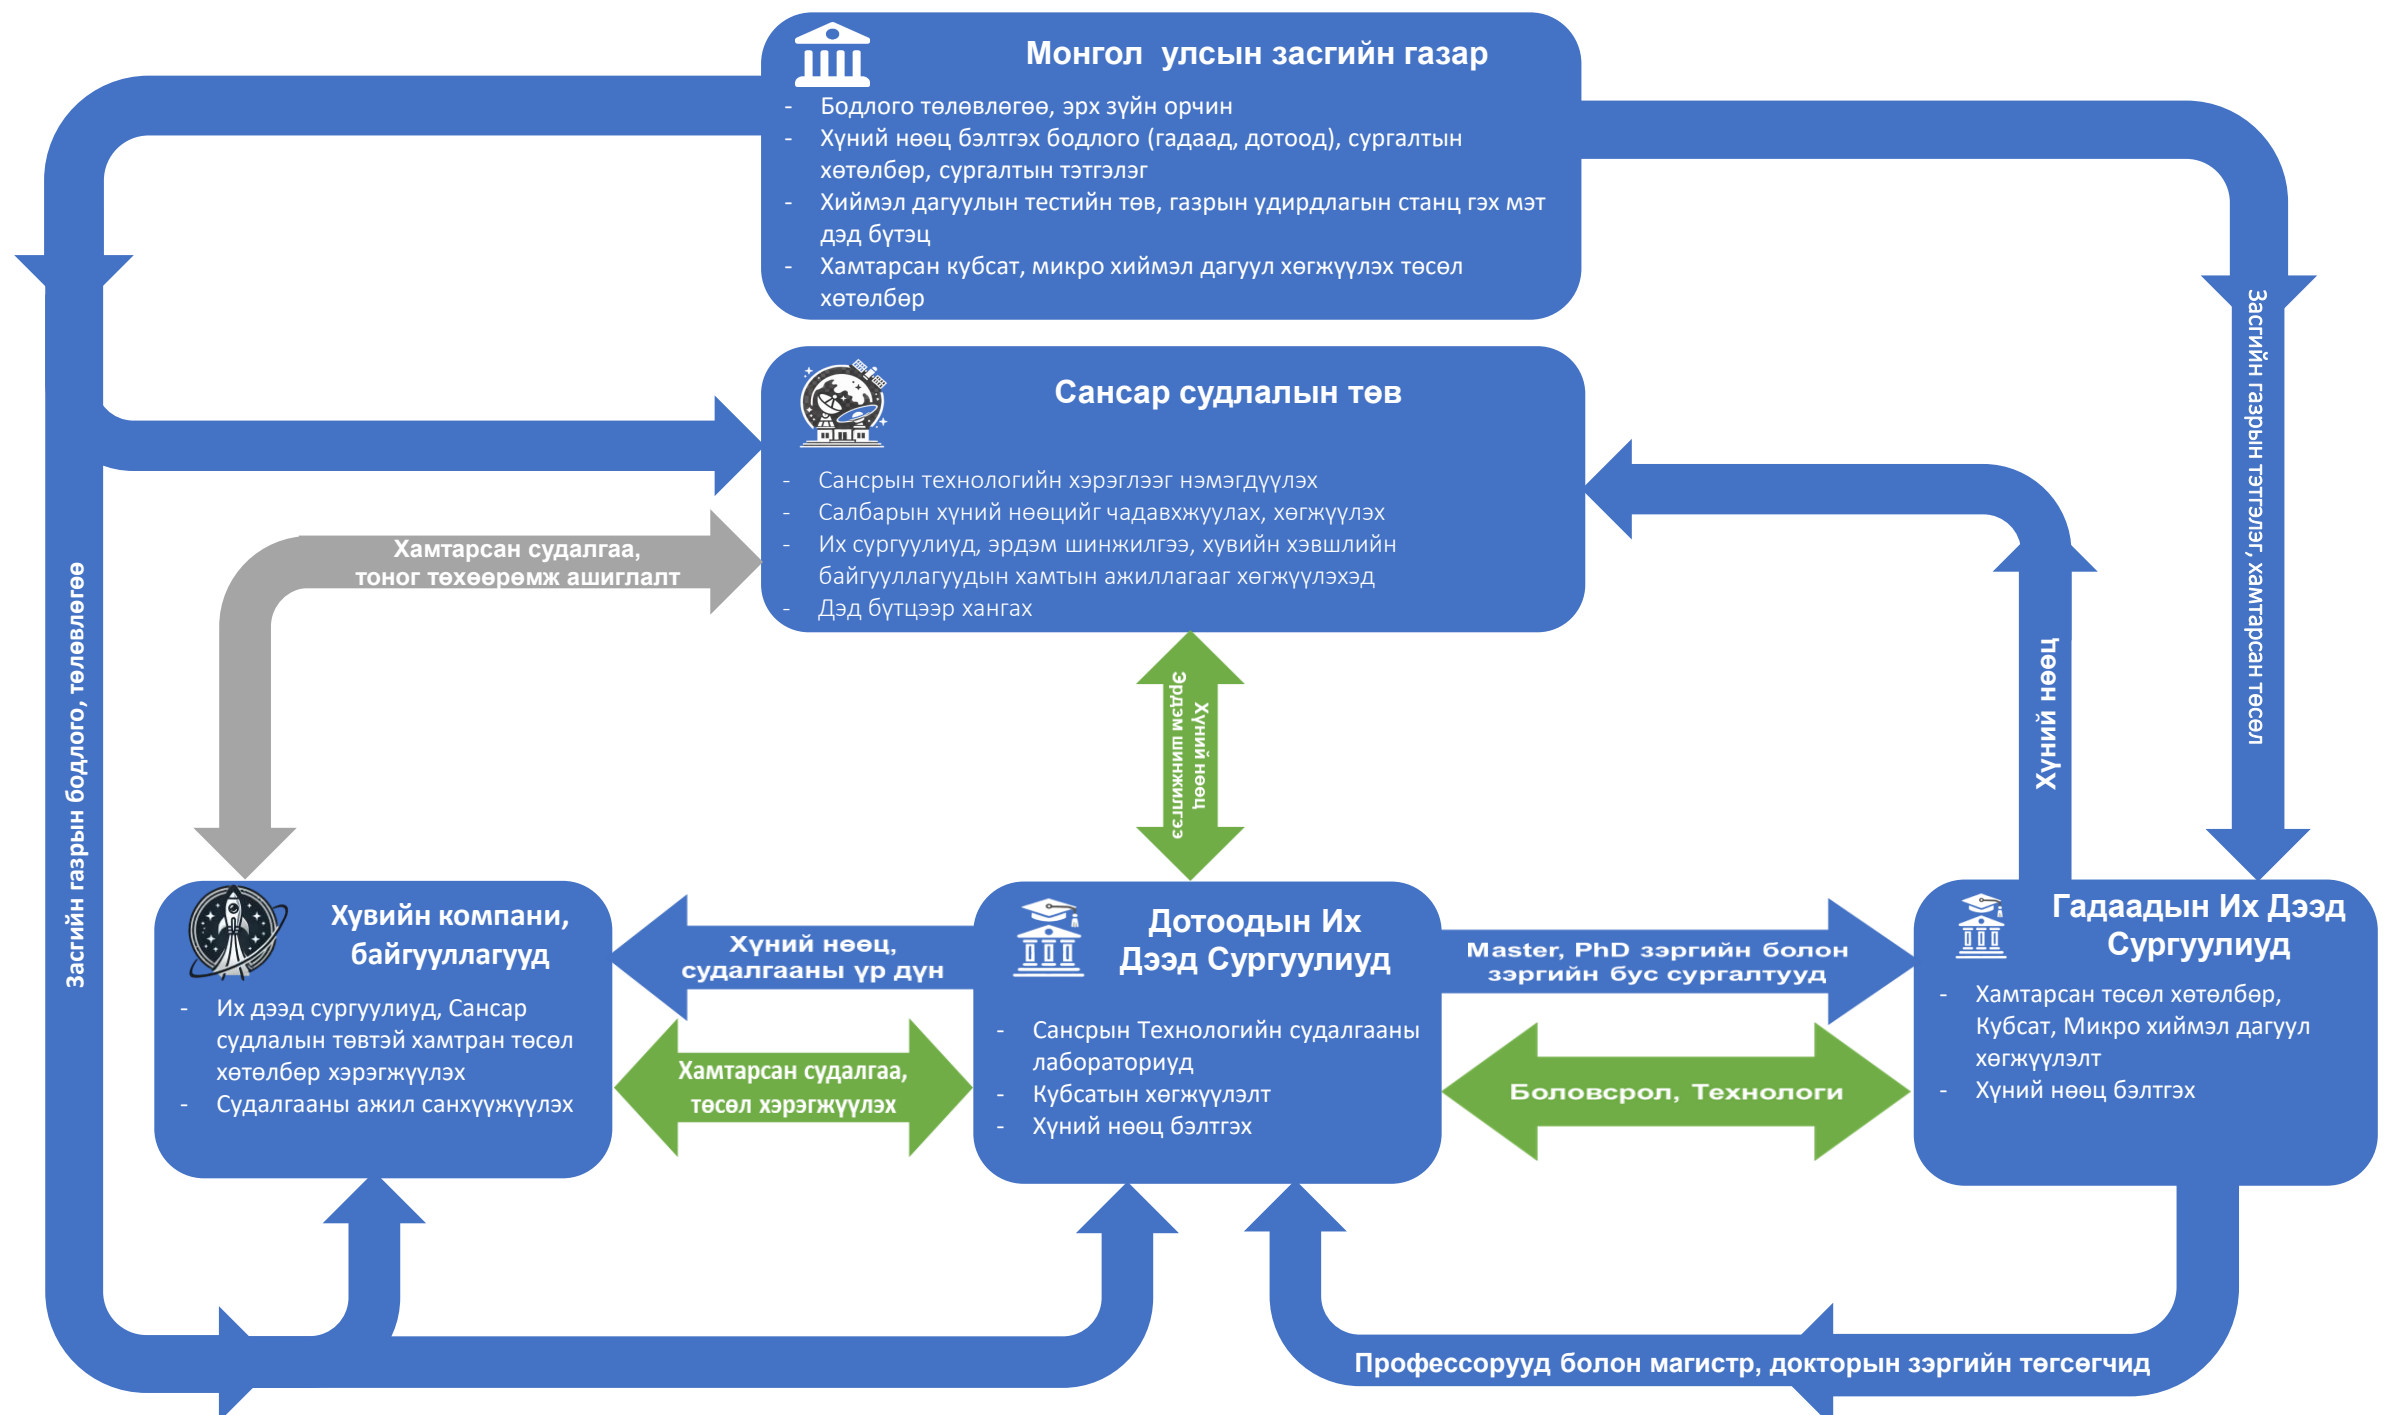 Монгол улсын засгийн газар
- Бодлого төлөвлөгөө, эрх зүйн орчин
- Хүний нөөц бэлтгэх бодлого (гадаад, дотоод), сургалтын
хөтөлбөр, сургалтын тэтгэлэг
- Хиймэл дагуулын тестийн төв, газрын удирдлагын станц гэх мэт
дэд бүтэц
- Хамтарсан кубсат, микро хиймэл дагуул хөгжүүлэх төсөл
хөтөлбөр
Сансар судлалын төв
- Сансрын технологийн хэрэглээг нэмэгдүүлэх
- Салбарын хүний нөөцийг чадавхжуулах, хөгжүүлэх
- Их сургуулиуд, эрдэм шинжилгээ, хувийн хэвшлийн
байгууллагуудын хамтын ажиллагааг хөгжүүлэхэд
- Дэд бүтцээр хангах
Хамтарсан судалгаа,
тоног төхөөрөмж ашиглалт
Засгийн газрын бодлого, төлөвлөгөө
Хүний нөөц
Эрдэм шинжилгээ
Хүний нөөц
Засгийн газрын тэтгэлэг, хамтарсан төсөл
Хувийн компани,
байгууллагууд
- Их дээд сургуулиуд, Сансар
судлалын төвтэй хамтран төсөл
хөтөлбөр хэрэгжүүлэх
- Судалгааны ажил санхүүжүүлэх
Хүний нөөц,
судалгааны үр дүн
Хамтарсан судалгаа,
төсөл хэрэгжүүлэх
Дотоодын Их
Дээд Сургуулиуд
- Сансрын Технологийн судалгааны
лабораториуд
- Кубсатын хөгжүүлэлт
- Хүний нөөц бэлтгэх
Master, PhD зэргийн болон
зэргийн бус сургалтууд
Боловсрол, Технологи
Гадаадын Их Дээд
Сургуулиуд
- Хамтарсан төсөл хөтөлбөр,
Кубсат, Микро хиймэл дагуул
хөгжүүлэлт
- Хүний нөөц бэлтгэх
Профессорууд болон магистр, докторын зэргийн төгсөгчид